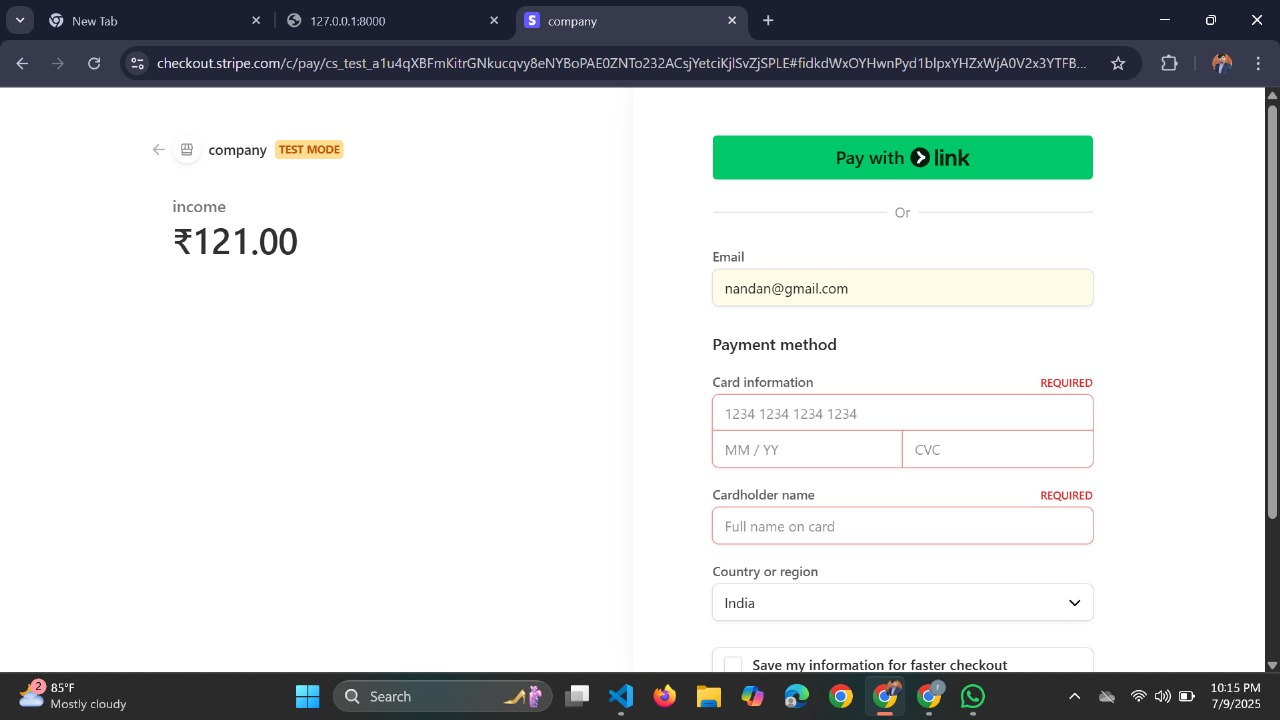 New Tab
127.0.0.1:8000
S company
checkout.stripe.com/c/pay/cs_test_a1u4qXBFmKitrGNkucqvy8eNYBoPAE0ZNTo232ACsjYetciKjlSvZjSPLE#fidkdWxOYHwnPyd1blpxYHZxWjA0V2x3YTFB...
company TEST MODE
income
₹121.00
Pay with link
Or
Email
nandan@gmail.com
Payment method
Card information REQUIRED
1234 1234 1234 1234
MM / YY CVC
Cardholder name REQUIRED
Full name on card
Country or region
India
Save my information for faster checkout
2 85°F
Mostly cloudy
Search
10:15 PM
7/9/2025